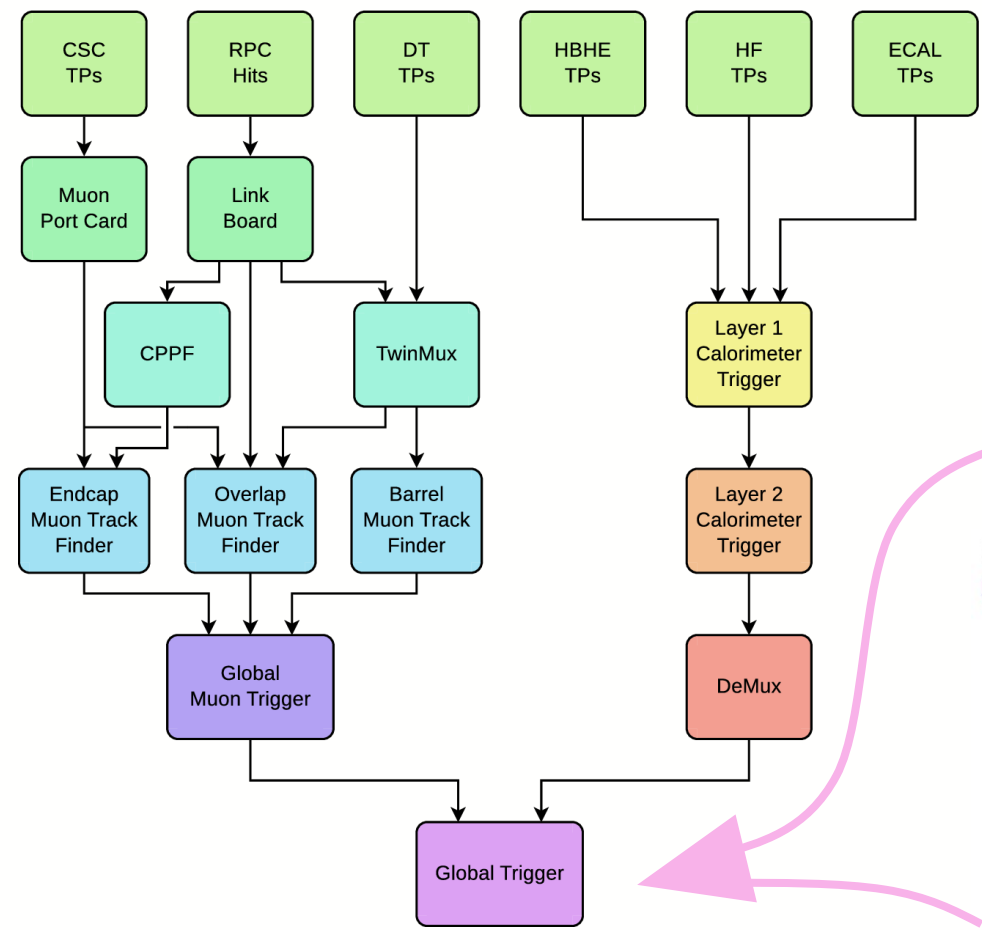 CSC
TPs
RPC
Hits
DT
TPs
HBHE
TPs
HF
TPs
ECAL
TPs
Muon
Port Card
Link
Board
CPPF
TwinMux
Layer 1
Calorimeter
Trigger
Endcap
Muon Track
Finder
Overlap
Muon Track
Finder
Barrel
Muon Track
Finder
Layer 2
Calorimeter
Trigger
Global
Muon Trigger
DeMux
Global Trigger